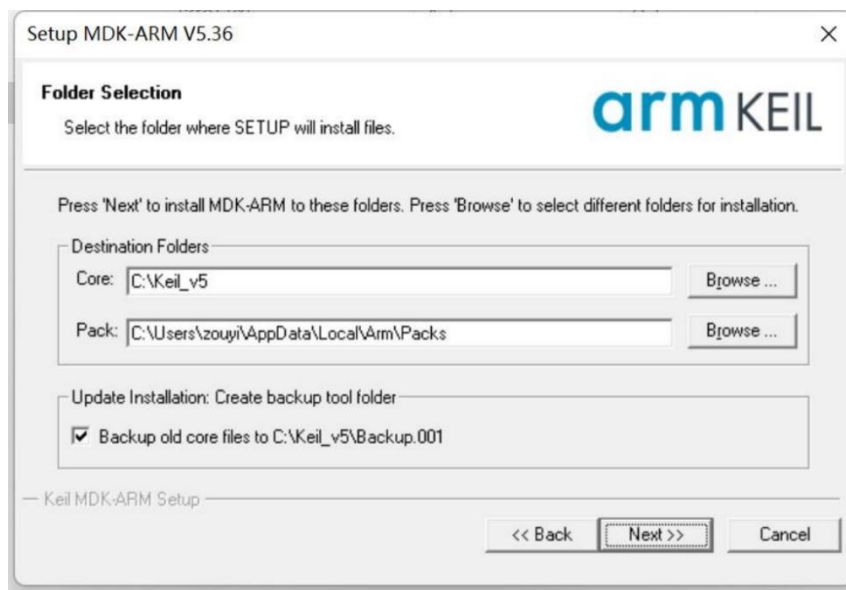 Setup MDK-ARM V5.36
Folder Selection
Select the folder where SETUP will install files.
arm KEIL
Press 'Next' to install MDK-ARM to these folders. Press 'Browse' to select different folders for installation.
Destination Folders
Core: C:\Keil_v5 Browse ...
Pack: C:\Users\zouyi\AppData\Local\Arm\Packs Browse ...
Update Installation: Create backup tool folder
Backup old core files to C:\Keil_v5\Backup.001
Keil MDK-ARM Setup
<< Back Next >> Cancel